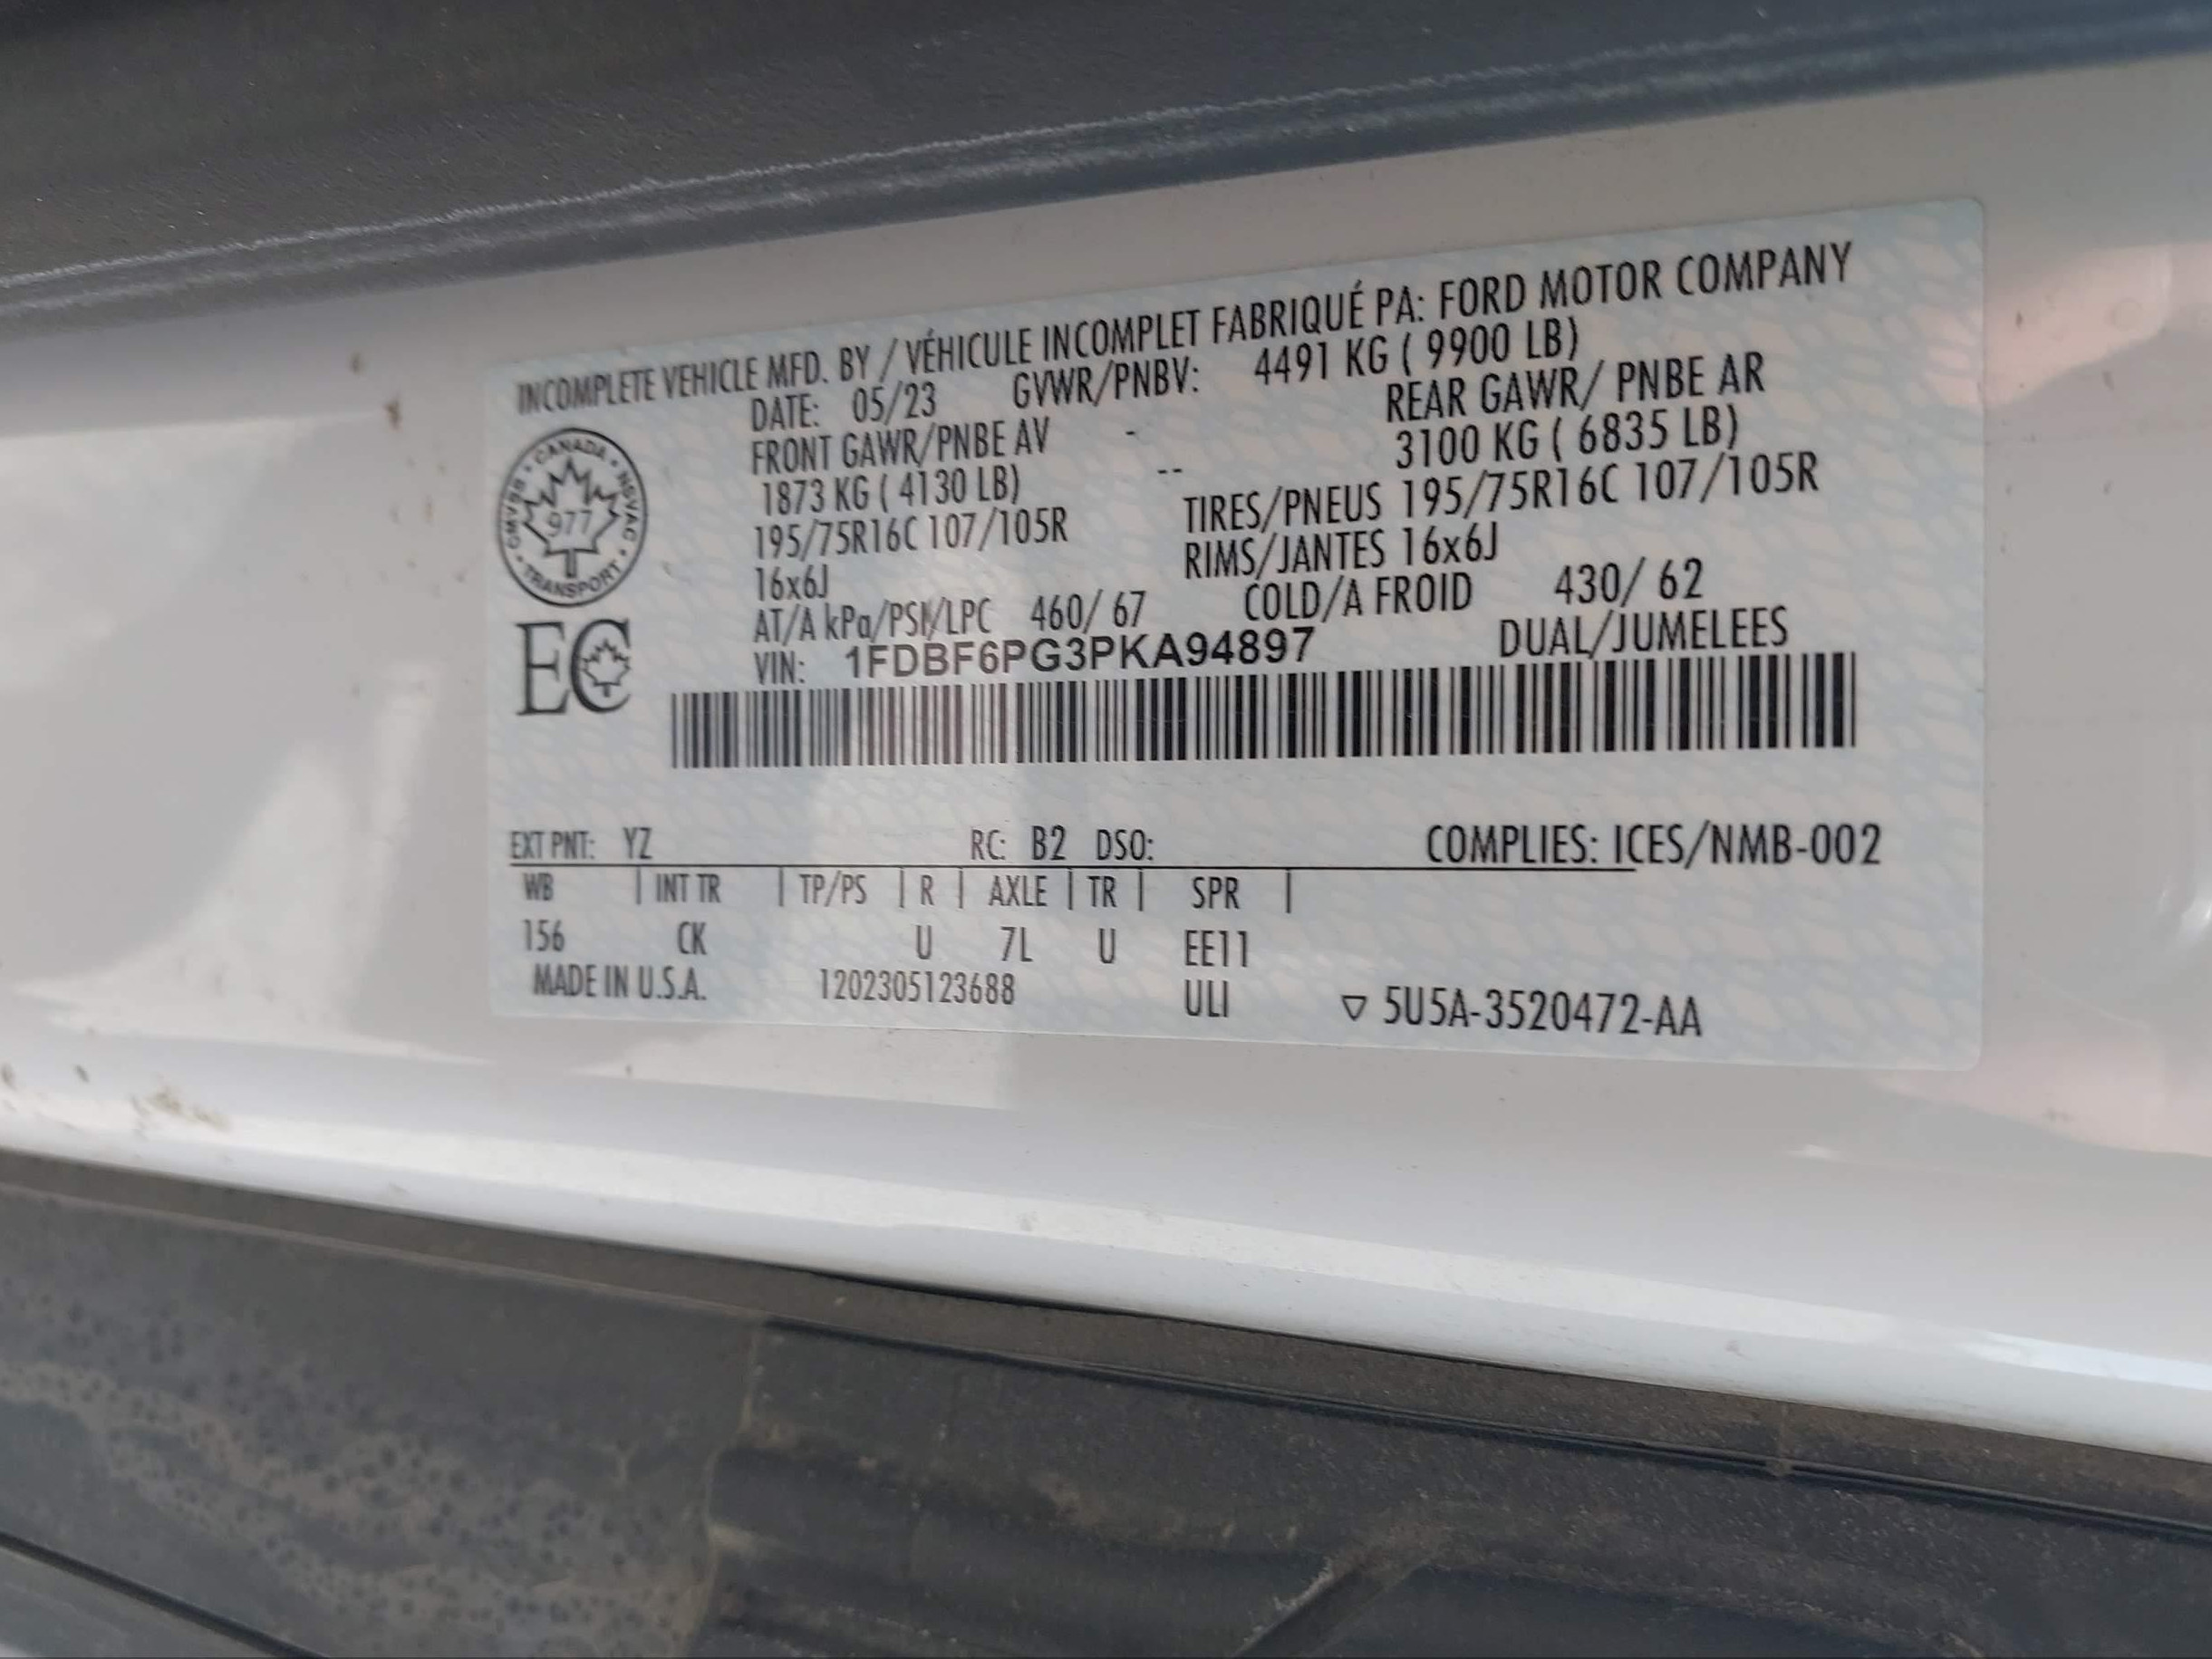 INCOMPLETE VEHICLE MFD. BY / VÉHICULE INCOMPLET FABRIQUÉ PA: FORD MOTOR COMPANY
DATE: 05/23 GVWR/PNBV: 4491 KG ( 9900 LB)
FRONT GAWR/PNBE AV - REAR GAWR/ PNBE AR
1873 KG ( 4130 LB) -- 3100 KG ( 6835 LB)
195/75R16C 107/105R TIRES/PNEUS 195/75R16C 107/105R
16x6J RIMS/JANTES 16x6J
AT/A kPa/PSI/LPC 460/ 67 COLD/A FROID 430/ 62
VIN: 1FDBF6PG3PKA94897 DUAL/JUMELEES
CANADA • NSVAC • TRANSPORT • CMVSS
977
EC
EXT PNT: YZ RC: B2 DSO: COMPLIES: ICES/NMB-002
WB | INT TR | TP/PS | R | AXLE | TR | SPR |
156 CK U 7L U EE11
MADE IN U.S.A. 1202305123688 ULI ▽ 5U5A-3520472-AA